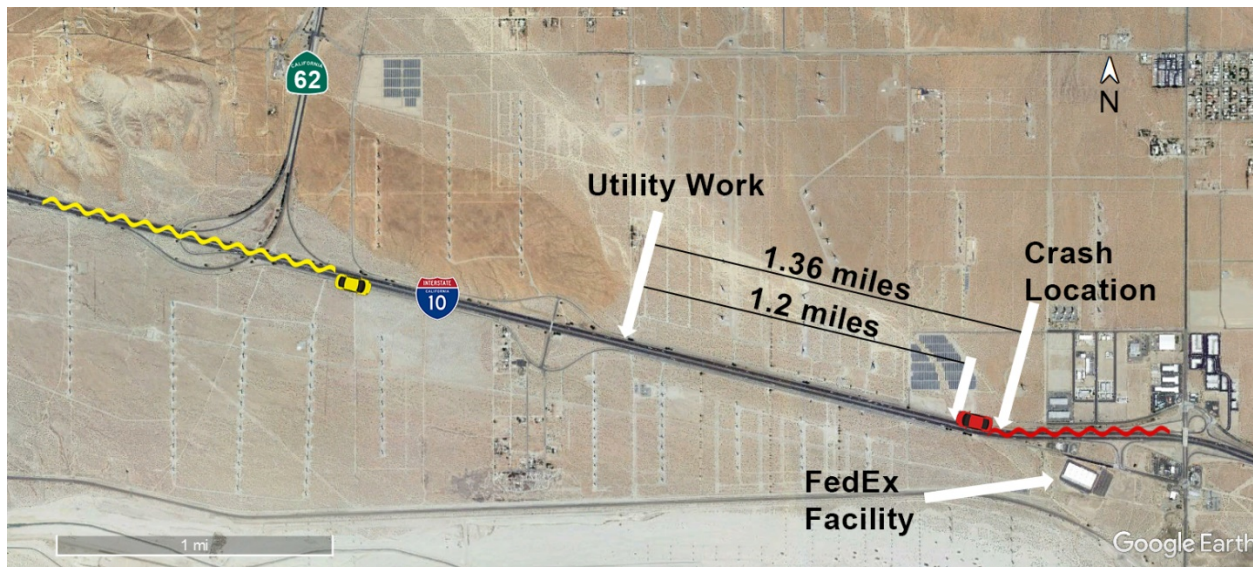 CALIFORNIA
62
N
Utility Work
1.36 miles
1.2 miles
Crash
Location
INTERSTATE
CALIFORNIA
10
FedEx
Facility
1 mi
Google Earth